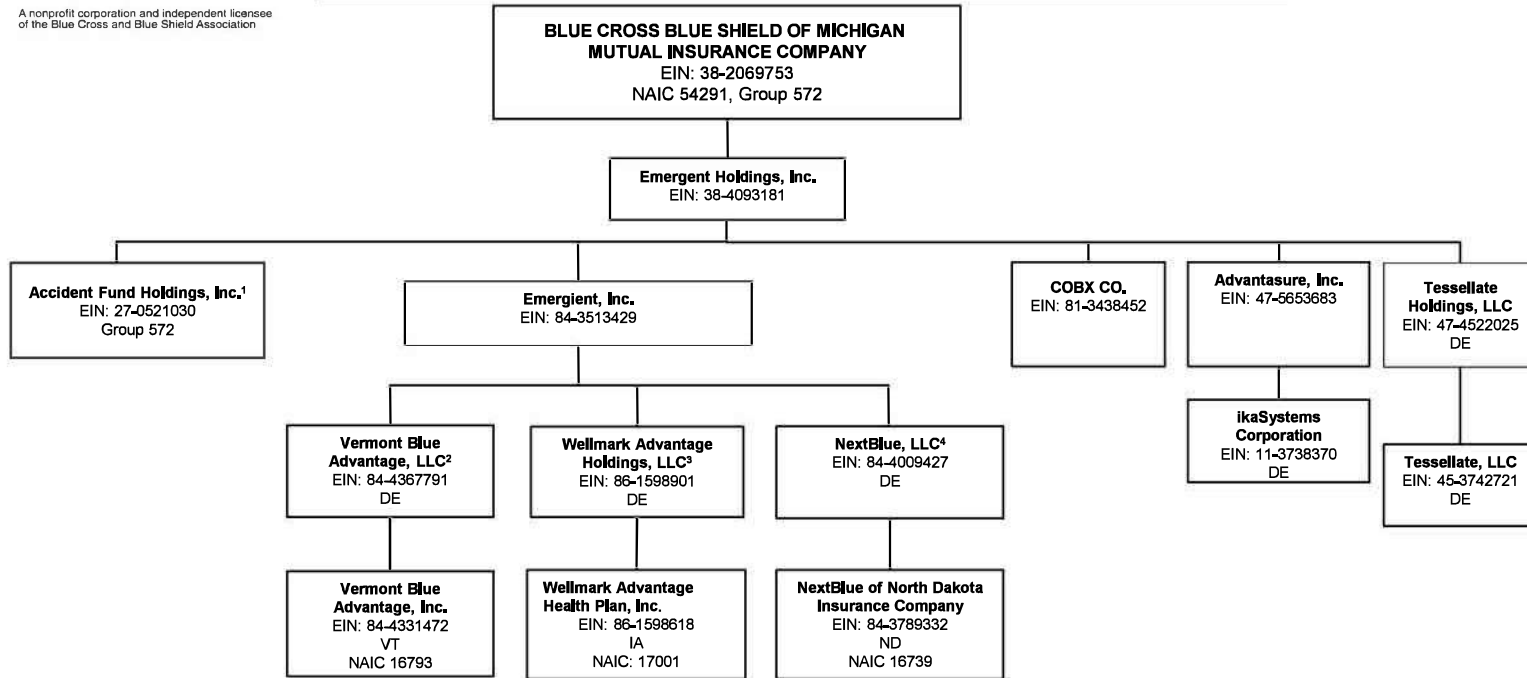 A nonprofit corporation and independent licensee
of the Blue Cross and Blue Shield Association
BLUE CROSS BLUE SHIELD OF MICHIGAN
MUTUAL INSURANCE COMPANY
EIN: 38-2069753
NAIC 54291, Group 572
Emergent Holdings, Inc.
EIN: 38-4093181
Accident Fund Holdings, Inc.¹
EIN: 27-0521030
Group 572
Emergient, Inc.
EIN: 84-3513429
COBX CO.
EIN: 81-3438452
Advantasure, Inc.
EIN: 47-5653683
Tessellate
Holdings, LLC
EIN: 47-4522025
DE
Vermont Blue
Advantage, LLC²
EIN: 84-4367791
DE
Wellmark Advantage
Holdings, LLC³
EIN: 86-1598901
DE
NextBlue, LLC⁴
EIN: 84-4009427
DE
ikaSystems
Corporation
EIN: 11-3738370
DE
Tessellate, LLC
EIN: 45-3742721
DE
Vermont Blue
Advantage, Inc.
EIN: 84-4331472
VT
NAIC 16793
Wellmark Advantage
Health Plan, Inc.
EIN: 86-1598618
IA
NAIC: 17001
NextBlue of North Dakota
Insurance Company
EIN: 84-3789332
ND
NAIC 16739